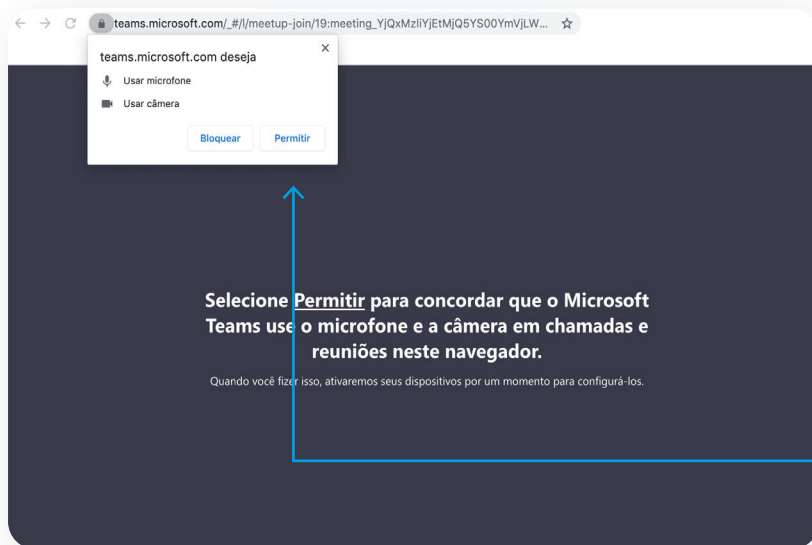 teams.microsoft.com/_#/l/meetup-join/19:meeting_YjQxMzliYjEtMjQ5YS00YmVjLW...
teams.microsoft.com deseja
Usar microfone
Usar câmera
Bloquear Permitir
Selecione Permitir para concordar que o Microsoft
Teams use o microfone e a câmera em chamadas e
reuniões neste navegador.
Quando você fizer isso, ativaremos seus dispositivos por um momento para configurá-los.